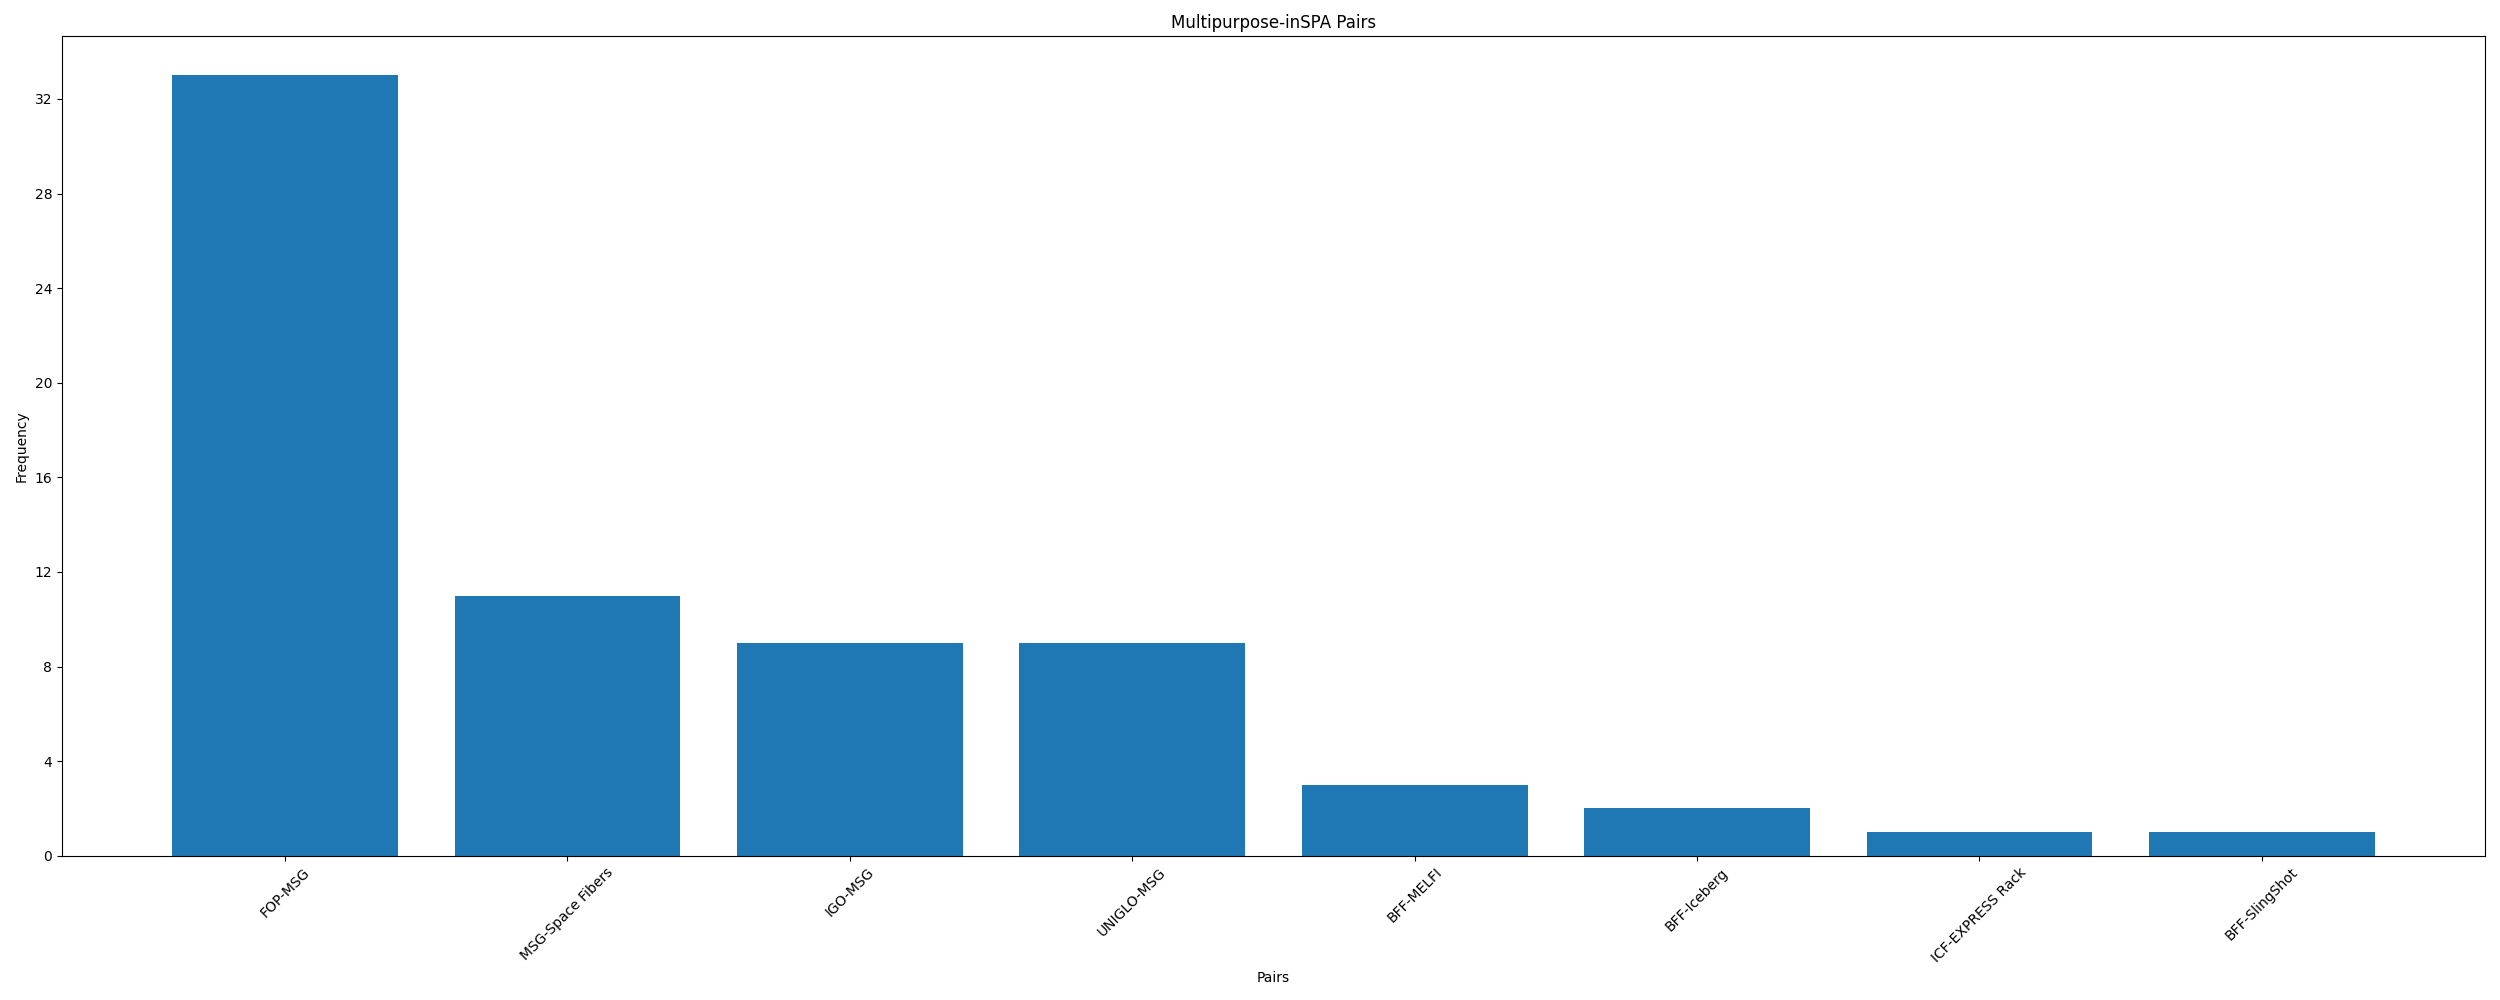 Multipurpose-inSPA Pairs
Frequency
32
28
24
20
16
12
8
4
0
FOP-MSG
MSG-Space Fibers
IGO-MSG
UNIGLO-MSG
BFF-MELFI
BFF-Iceberg
ICF-EXPRESS Rack
BFF-SlingShot
Pairs